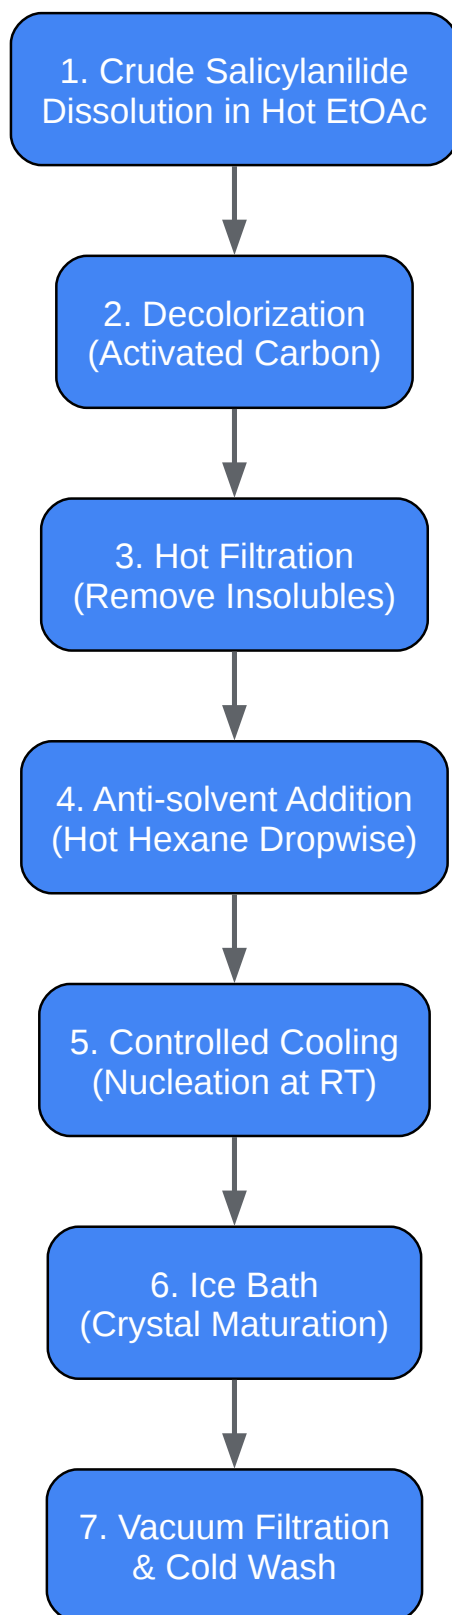 1. Crude Salicylanilide
Dissolution in Hot EtOAc
2. Decolorization
(Activated Carbon)
3. Hot Filtration
(Remove Insolubles)
4. Anti-solvent Addition
(Hot Hexane Dropwise)
5. Controlled Cooling
(Nucleation at RT)
6. Ice Bath
(Crystal Maturation)
7. Vacuum Filtration
& Cold Wash